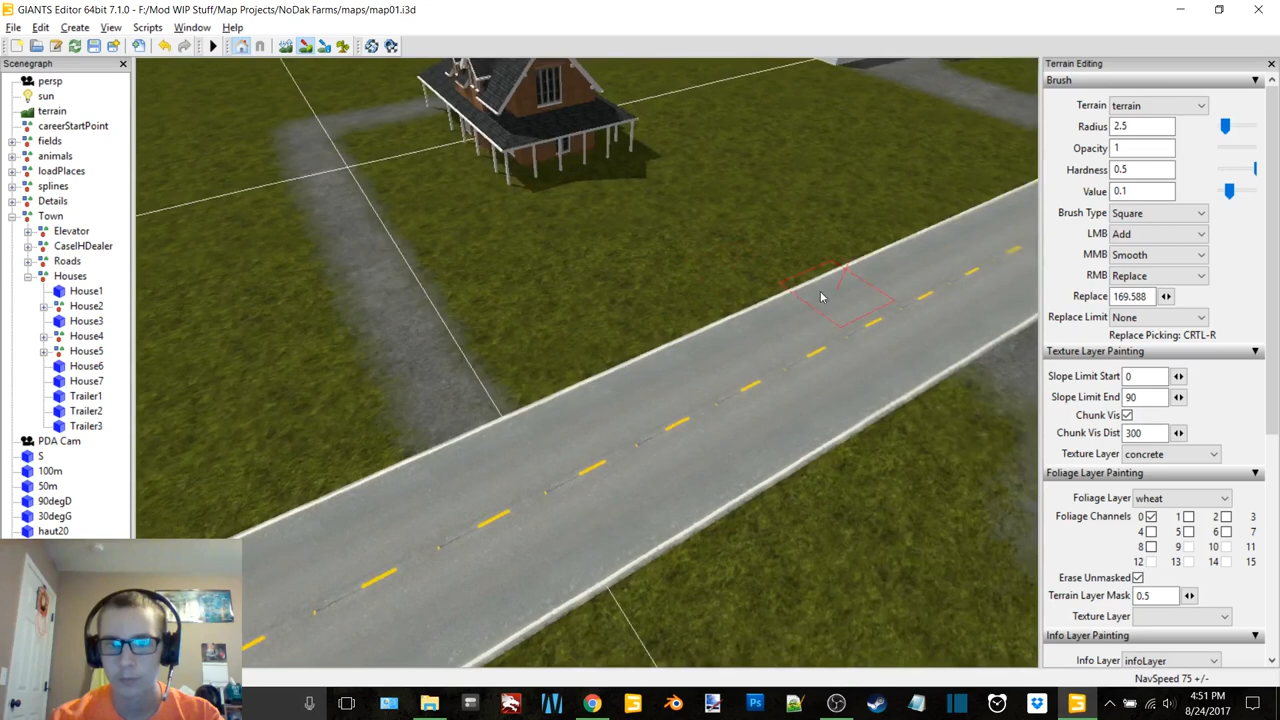 GIANTS Editor 64bit 7.1.0 - F:/Mod WIP Stuff/Map Projects/NoDak Farms/maps/map01.i3d
File Edit Create View Scripts Window Help
Scenegraph
persp
sun
terrain
careerStartPoint
fields
animals
loadPlaces
splines
Details
Town
Elevator
CaseIHDealer
Roads
Houses
House1
House2
House3
House4
House5
House6
House7
Trailer1
Trailer2
Trailer3
PDA Cam
S
100m
50m
90degD
30degG
haut20
Terrain Editing
Brush
Terrain terrain
Radius 2.5
Opacity 1
Hardness 0.5
Value 0.1
Brush Type Square
LMB Add
MMB Smooth
RMB Replace
Replace 169.588
Replace Limit None
Replace Picking: CRTL-R
Texture Layer Painting
Slope Limit Start 0
Slope Limit End 90
Chunk Vis
Chunk Vis Dist 300
Texture Layer concrete
Foliage Layer Painting
Foliage Layer wheat
Foliage Channels 0 1 2 3
4 5 6 7
8 9 10 11
12 13 14 15
Erase Unmasked
Terrain Layer Mask 0.5
Texture Layer
Info Layer Painting
Info Layer infoLayer
NavSpeed 75 +/-
4:51 PM
8/24/2017